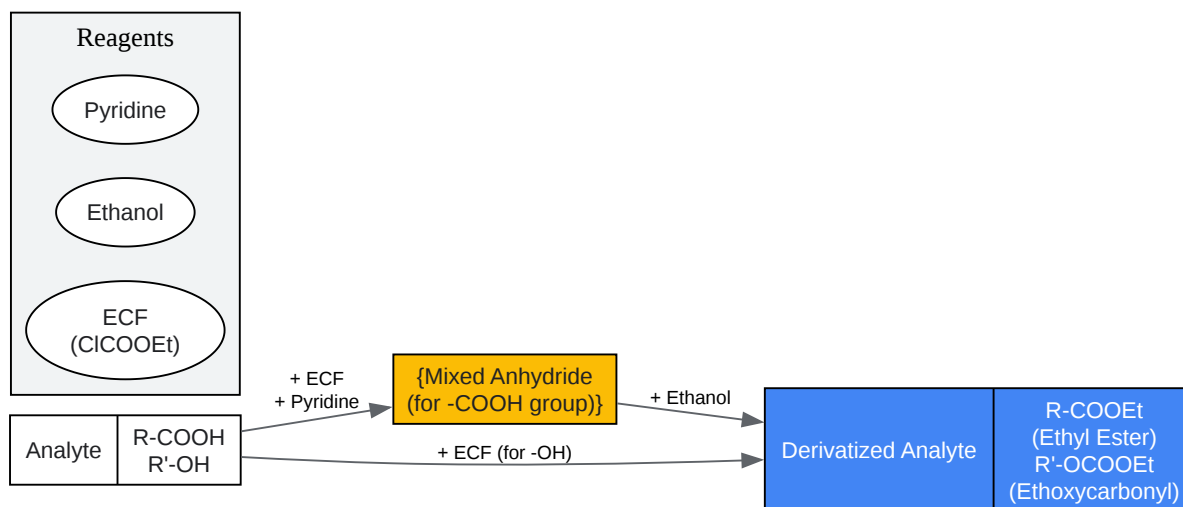 Reagents
Pyridine
Ethanol
ECF
(ClCOOEt)
Analyte
R-COOH
R'-OH
+ ECF
+ Pyridine
{Mixed Anhydride
(for -COOH group)}
+ Ethanol
+ ECF (for -OH)
Derivatized Analyte
R-COOEt
(Ethyl Ester)
R'-OCOOEt
(Ethoxycarbonyl)